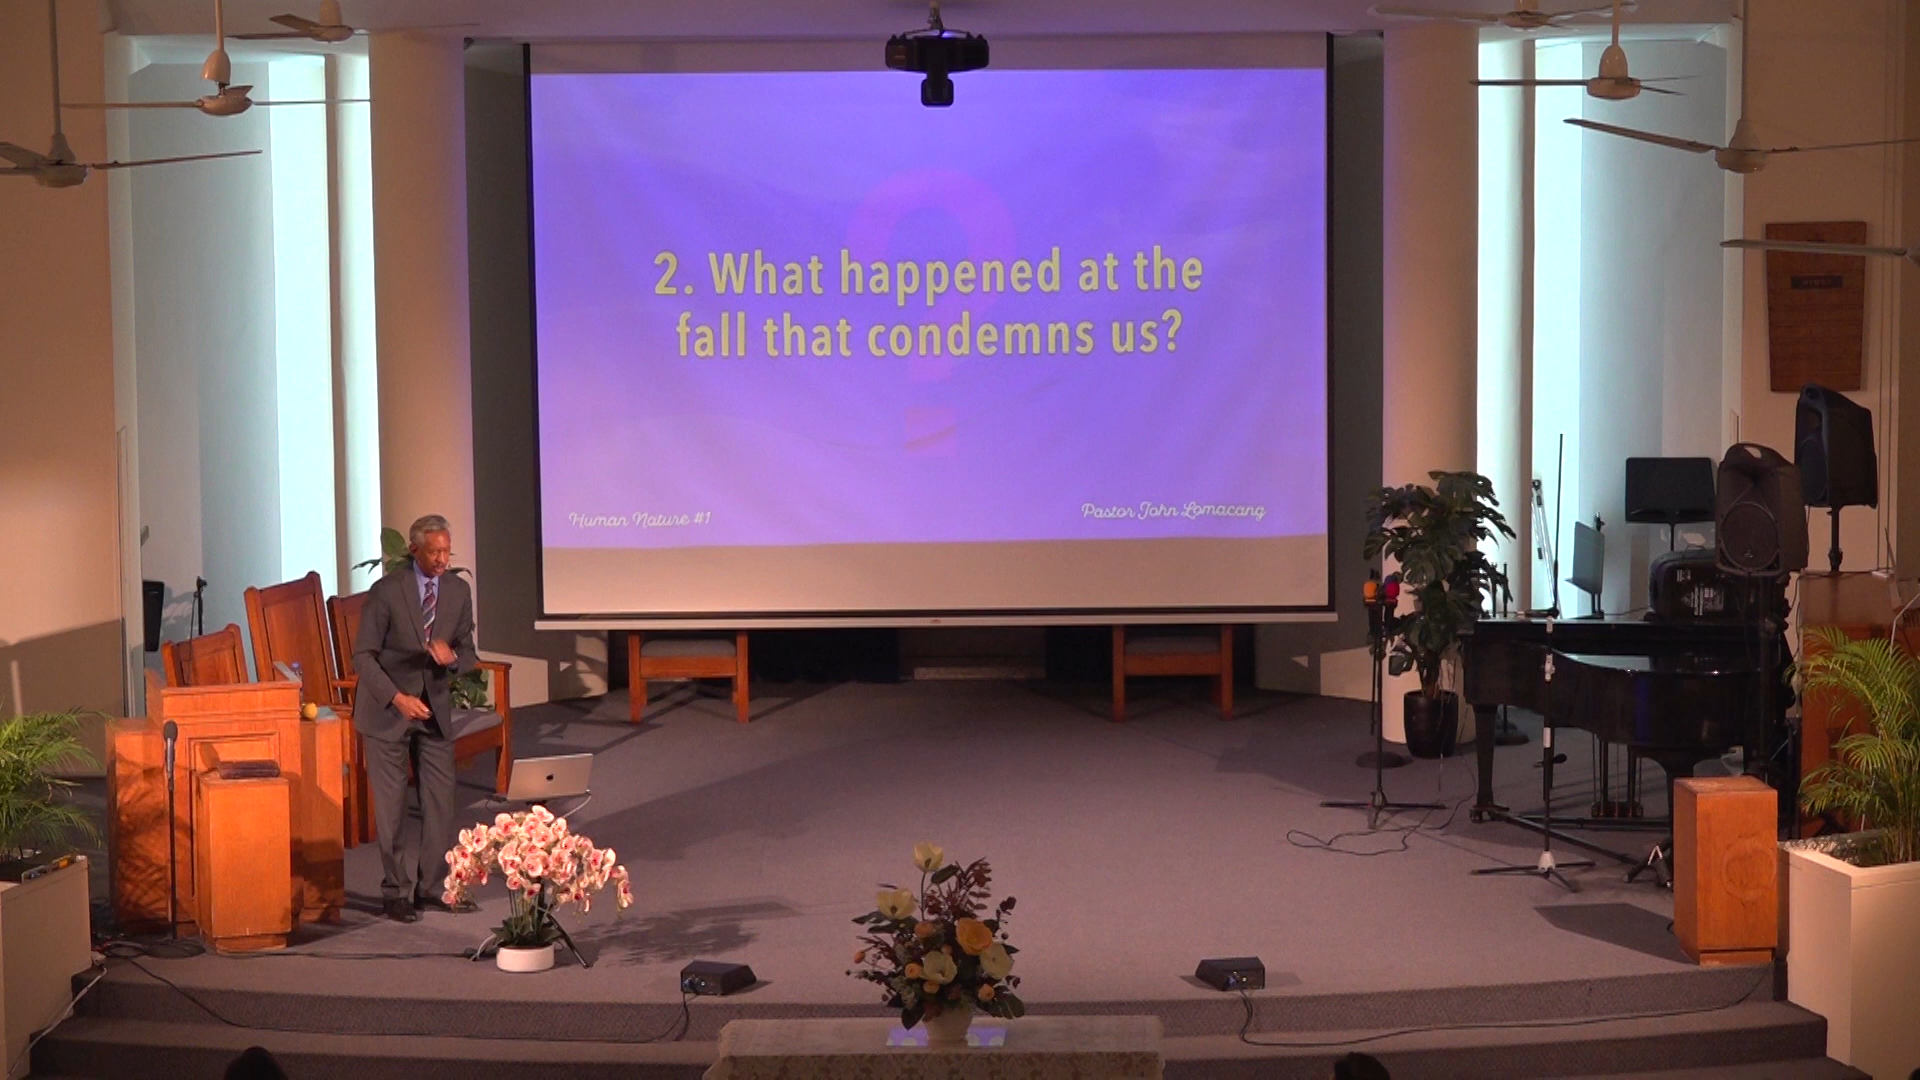 2. What happened at the
fall that condemns us?
Human Nature #1
Pastor John Lomacang